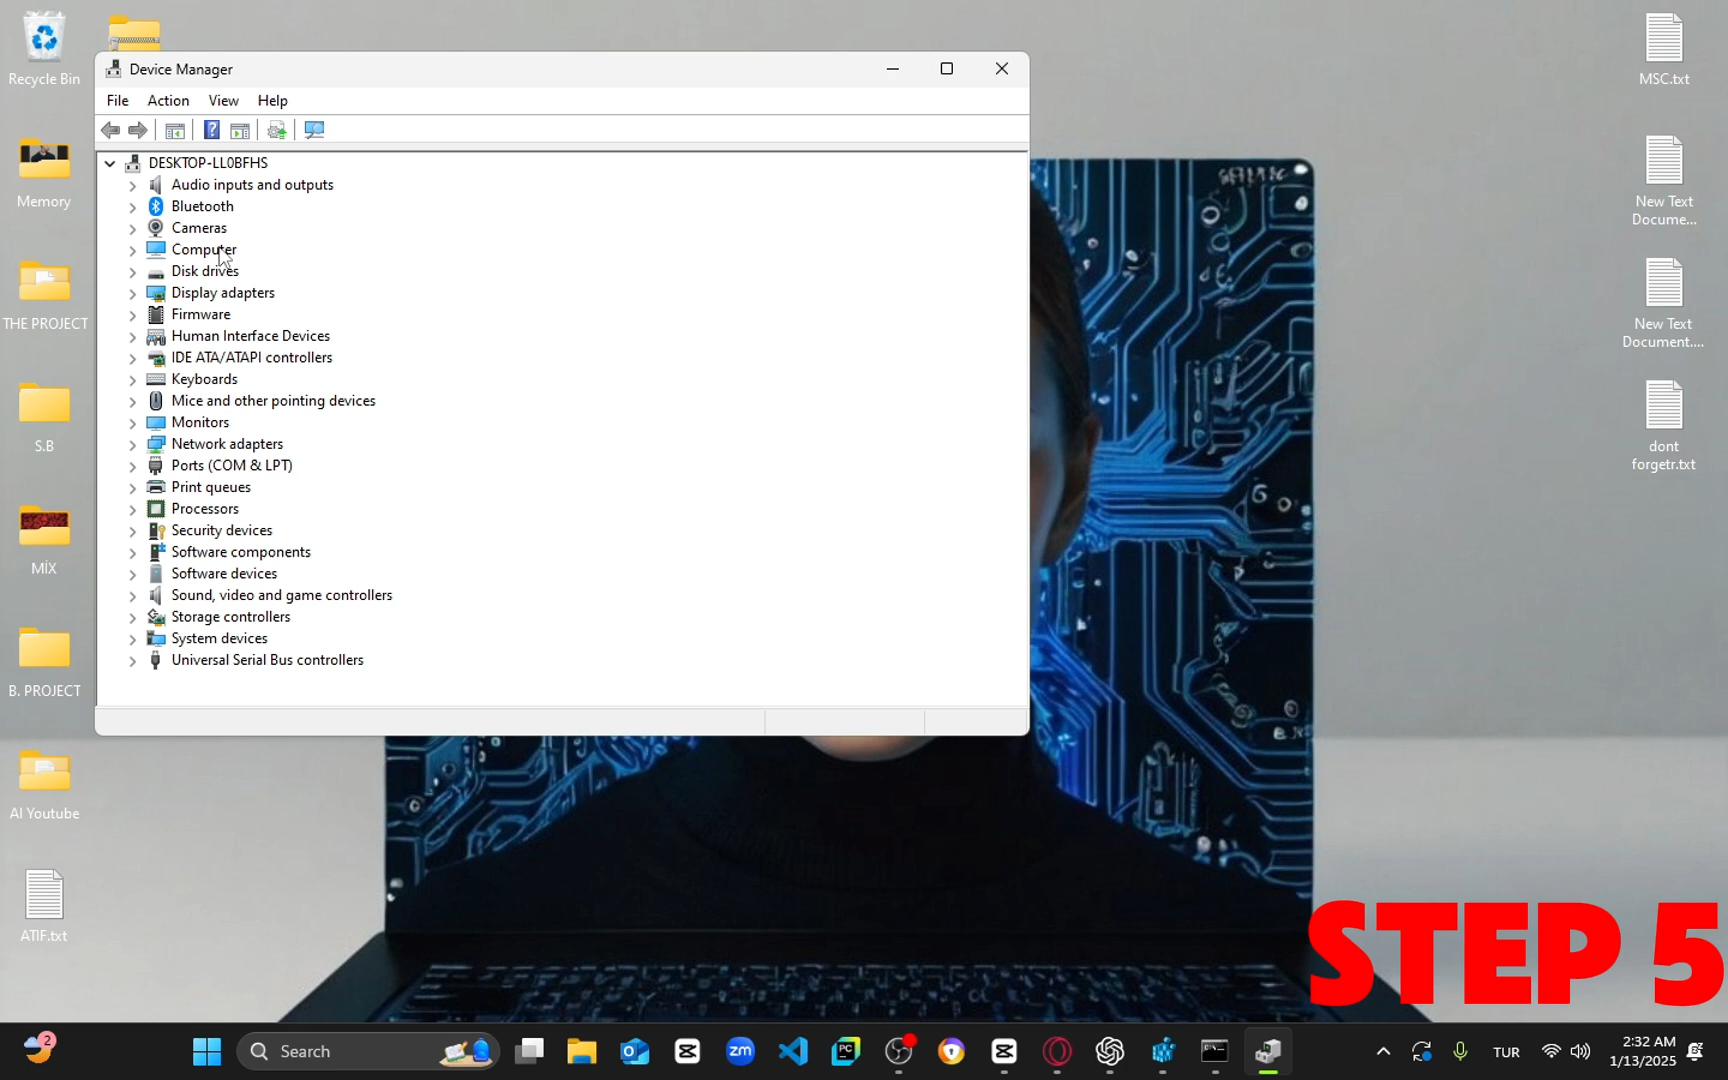 Recycle Bin
Memory
THE PROJECT
S.B
MİX
B. PROJECT
AI Youtube
ATIF.txt
Device Manager
File Action View Help
DESKTOP-LL0BFHS
Audio inputs and outputs
Bluetooth
Cameras
Computer
Disk drives
Display adapters
Firmware
Human Interface Devices
IDE ATA/ATAPI controllers
Keyboards
Mice and other pointing devices
Monitors
Network adapters
Ports (COM & LPT)
Print queues
Processors
Security devices
Software components
Software devices
Sound, video and game controllers
Storage controllers
System devices
Universal Serial Bus controllers
MSC.txt
New Text
Docume...
New Text
Document....
dont
forgetr.txt
STEP 5
2
Search
zm
PC
TUR
2:32 AM
1/13/2025